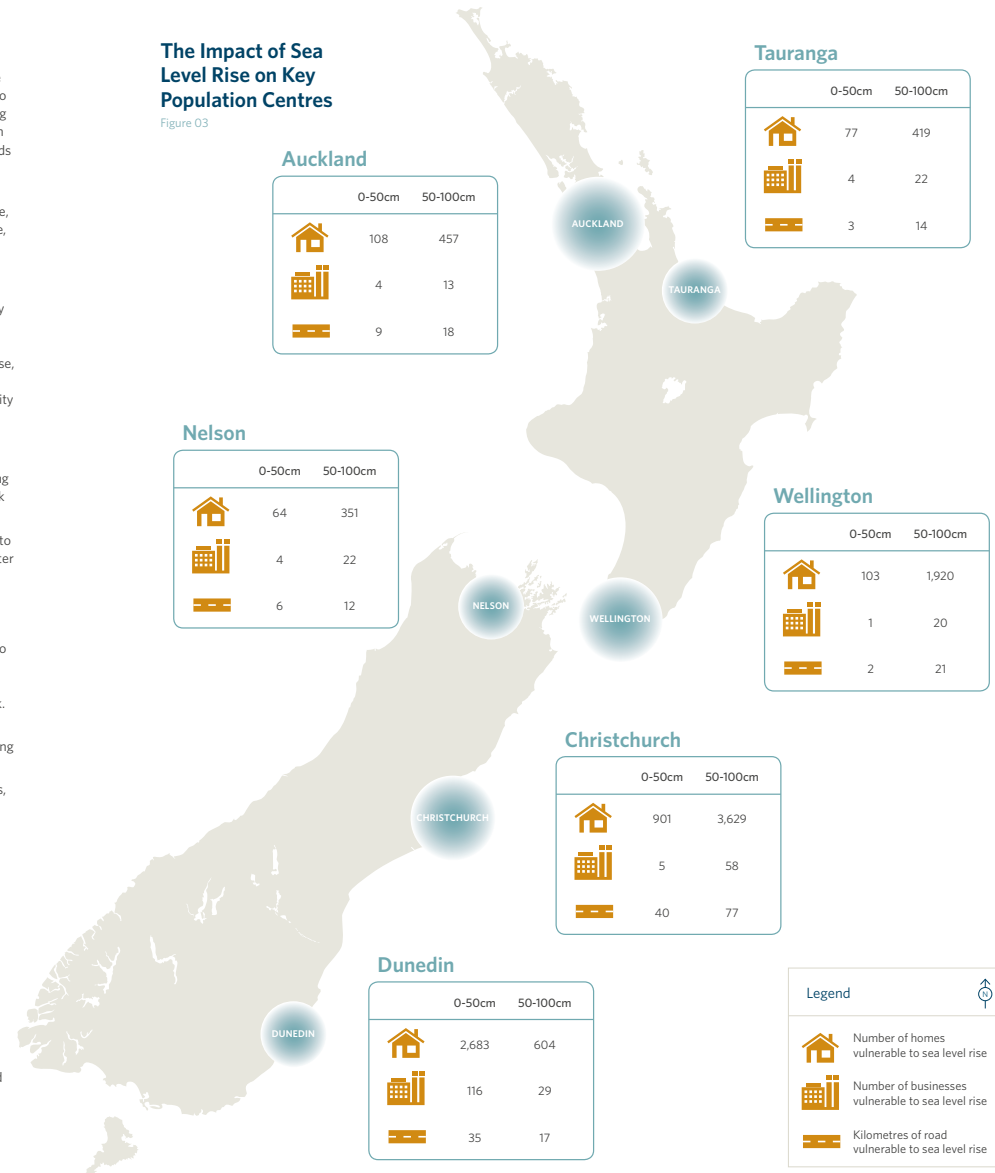 The Impact of Sea
Level Rise on Key
Population Centres
Figure 03
Auckland
0-50cm 50-100cm
108 457
4 13
9 18
Tauranga
0-50cm 50-100cm
77 419
4 22
3 14
AUCKLAND
TAURANGA
Nelson
0-50cm 50-100cm
64 351
4 22
6 12
Wellington
0-50cm 50-100cm
103 1,920
1 20
2 21
NELSON
WELLINGTON
Christchurch
0-50cm 50-100cm
901 3,629
5 58
40 77
CHRISTCHURCH
Dunedin
0-50cm 50-100cm
2,683 604
116 29
35 17
DUNEDIN
Legend
N
Number of homes
vulnerable to sea level rise
Number of businesses
vulnerable to sea level rise
Kilometres of road
vulnerable to sea level rise